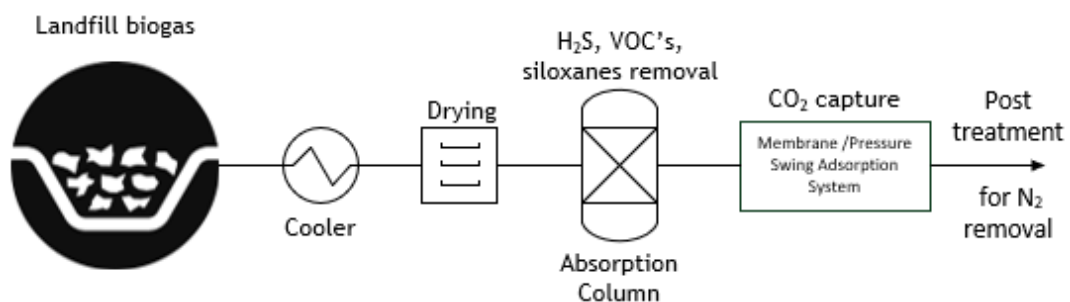 Landfill biogas
Cooler
Drying
H₂S, VOC's,
siloxanes removal
Absorption
Column
CO₂ capture
Membrane /Pressure
Swing Adsorption
System
Post
treatment
for N₂
removal